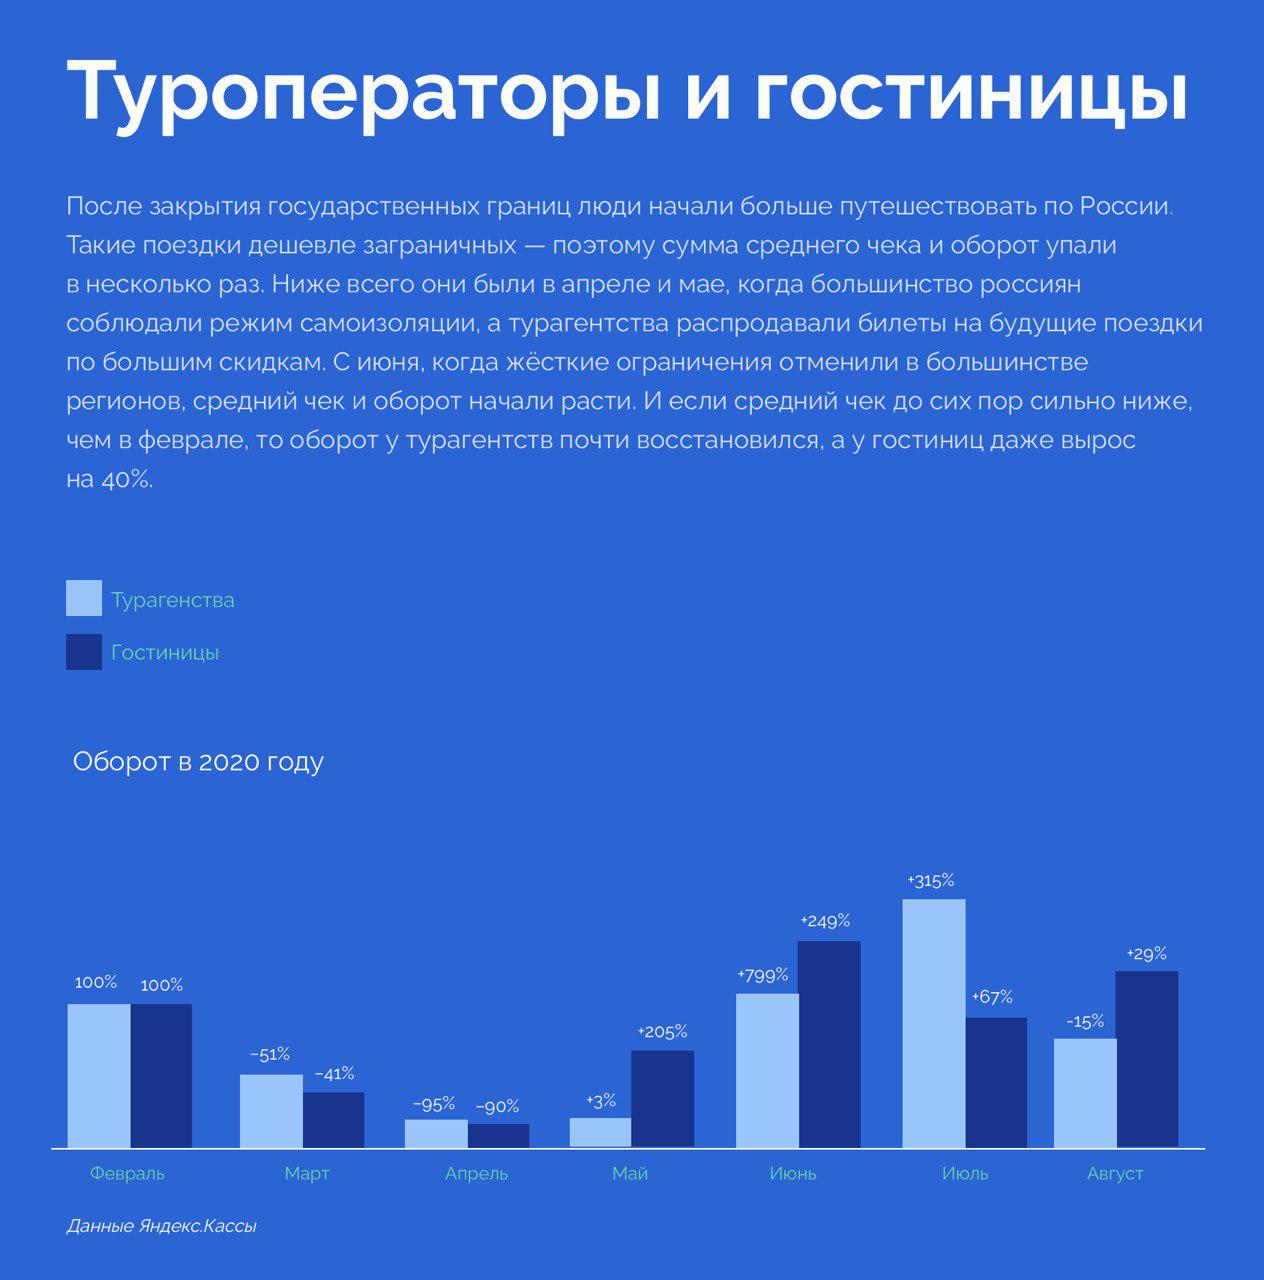 Туроператоры и гостиницы
После закрытия государственных границ люди начали больше путешествовать по России.
Такие поездки дешевле заграничных — поэтому сумма среднего чека и оборот упали
в несколько раз. Ниже всего они были в апреле и мае, когда большинство россиян
соблюдали режим самоизоляции, а турагентства распродавали билеты на будущие поездки
по большим скидкам. С июня, когда жёсткие ограничения отменили в большинстве
регионов, средний чек и оборот начали расти. И если средний чек до сих пор сильно ниже,
чем в феврале, то оборот у турагентств почти восстановился, а у гостиниц даже вырос
на 40%.
Турагенства
Гостиницы
Оборот в 2020 году
100% 100%
−51% −41%
−95% −90%
+3% +205%
+799% +249%
+315% +67%
-15% +29%
Февраль Март Апрель Май Июнь Июль Август
Данные Яндекс.Кассы